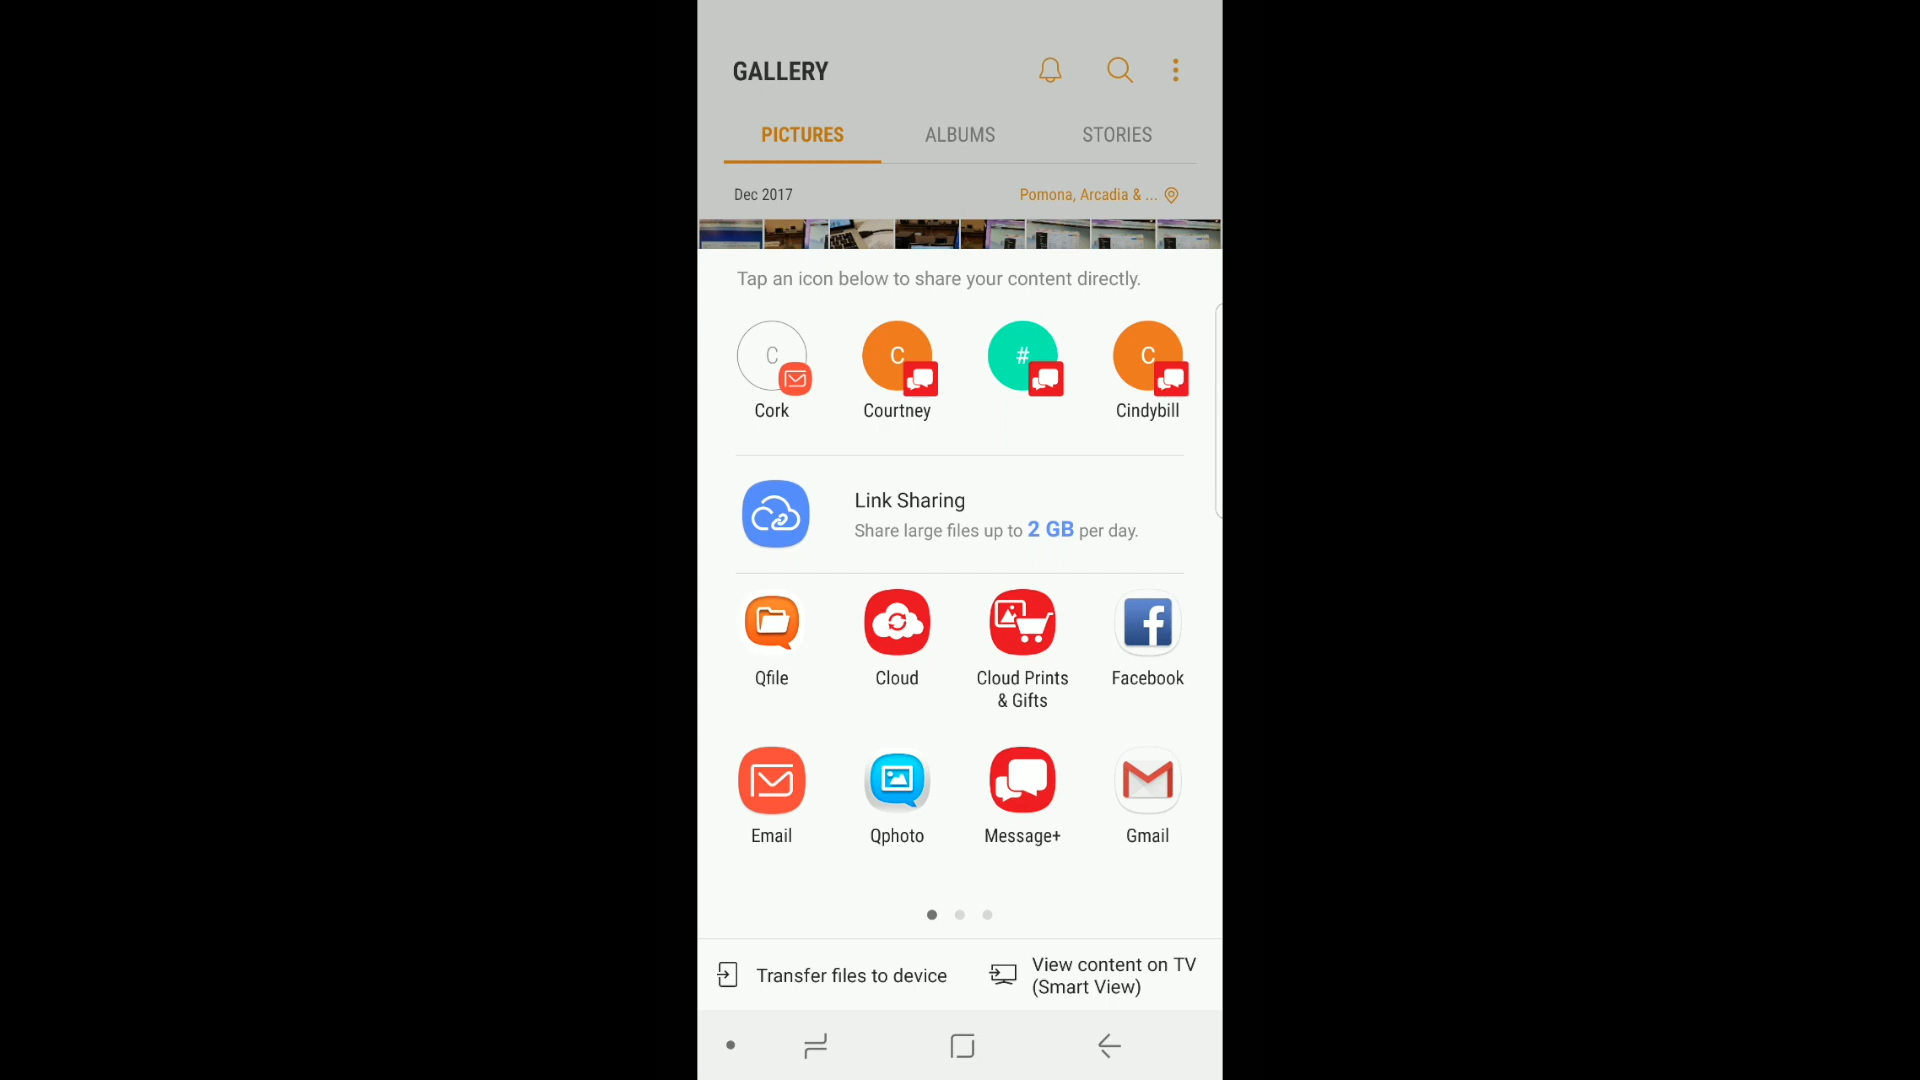 GALLERY
PICTURES ALBUMS STORIES
Dec 2017 Pomona, Arcadia & ...
Tap an icon below to share your content directly.
C C # C
Cork Courtney Cindybill
Link Sharing
Share large files up to 2 GB per day.
Qfile Cloud Cloud Prints Facebook
& Gifts
Email Qphoto Message+ Gmail
Transfer files to device
View content on TV
(Smart View)